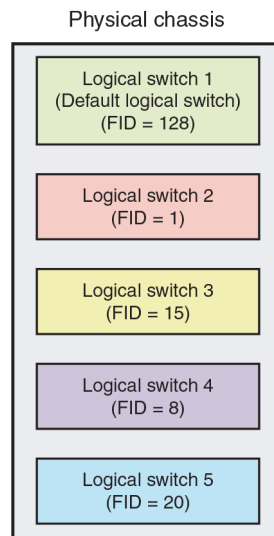 Physical chassis
Logical switch 1
(Default logical switch)
(FID = 128)
Logical switch 2
(FID = 1)
Logical switch 3
(FID = 15)
Logical switch 4
(FID = 8)
Logical switch 5
(FID = 20)